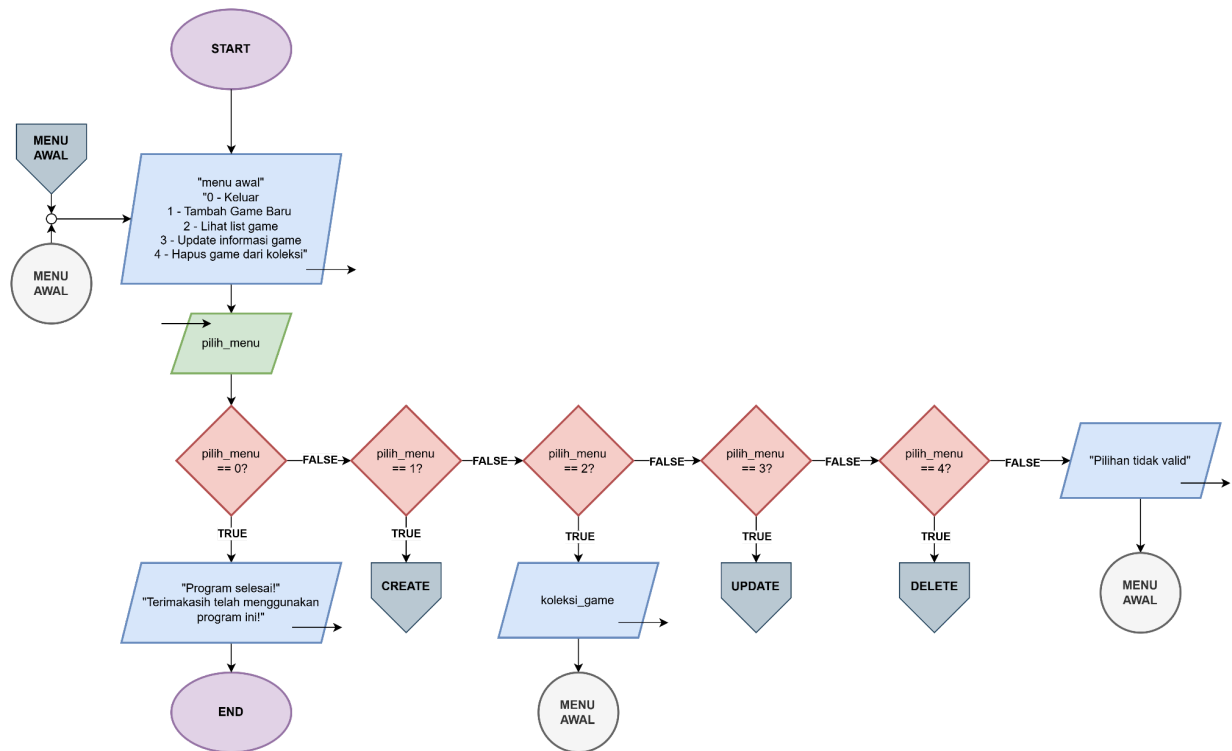 START
MENU
AWAL
"menu awal"
"0 - Keluar
1 - Tambah Game Baru
2 - Lihat list game
3 - Update informasi game
4 - Hapus game dari koleksi"
MENU
AWAL
pilih_menu
pilih_menu
== 0?
FALSE
pilih_menu
== 1?
FALSE
pilih_menu
== 2?
FALSE
pilih_menu
== 3?
FALSE
pilih_menu
== 4?
FALSE
"Pilihan tidak valid"
TRUE
TRUE
TRUE
TRUE
TRUE
"Program selesai!"
"Terimakasih telah menggunakan
program ini!"
CREATE
koleksi_game
UPDATE
DELETE
MENU
AWAL
END
MENU
AWAL